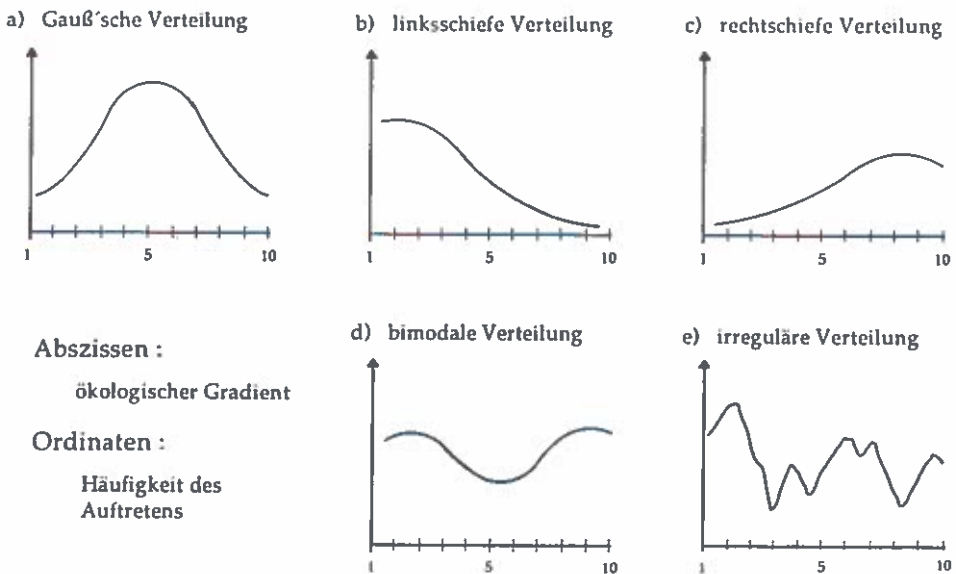 a) Gauß´sche Verteilung
b) linksschiefe Verteilung
c) rechtschiefe Verteilung
1 5 10
1 5 10
1 5 10
Abszissen :
ökologischer Gradient
Ordinaten :
Häufigkeit des
Auftretens
d) bimodale Verteilung
e) irreguläre Verteilung
1 5 10
1 5 10